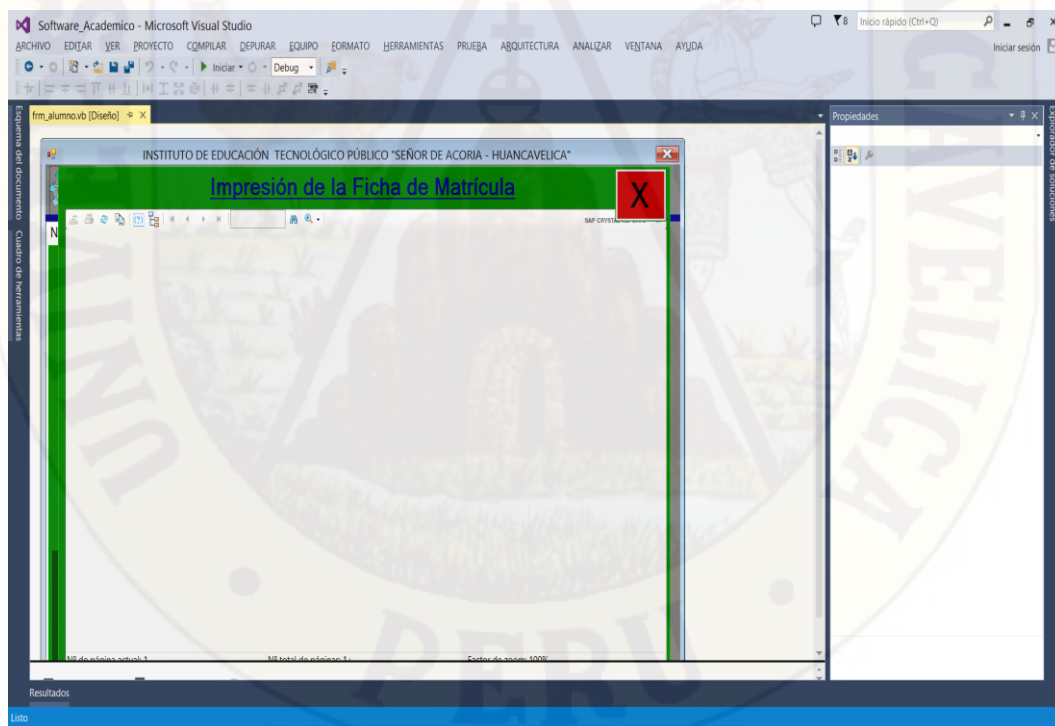 Software_Academico - Microsoft Visual Studio
8 Inicio rápido (Ctrl+Q)
ARCHIVO EDITAR VER PROYECTO COMPILAR DEPURAR EQUIPO FORMATO HERRAMIENTAS PRUEBA ARQUITECTURA ANALIZAR VENTANA AYUDA
Iniciar sesión
Iniciar Debug
Esquema del documento
Cuadro de herramientas
frm_alumno.vb [Diseño]
Propiedades
Explorador de soluciones
INSTITUTO DE EDUCACIÓN TECNOLÓGICO PÚBLICO "SEÑOR DE ACORIA - HUANCAVELICA"
Impresión de la Ficha de Matrícula
X
N
SAP CRYSTAL
Nº de página actual: 1 Nº total de páginas: 1+ Factor de zoom: 100%
Resultados
Listo
PERU